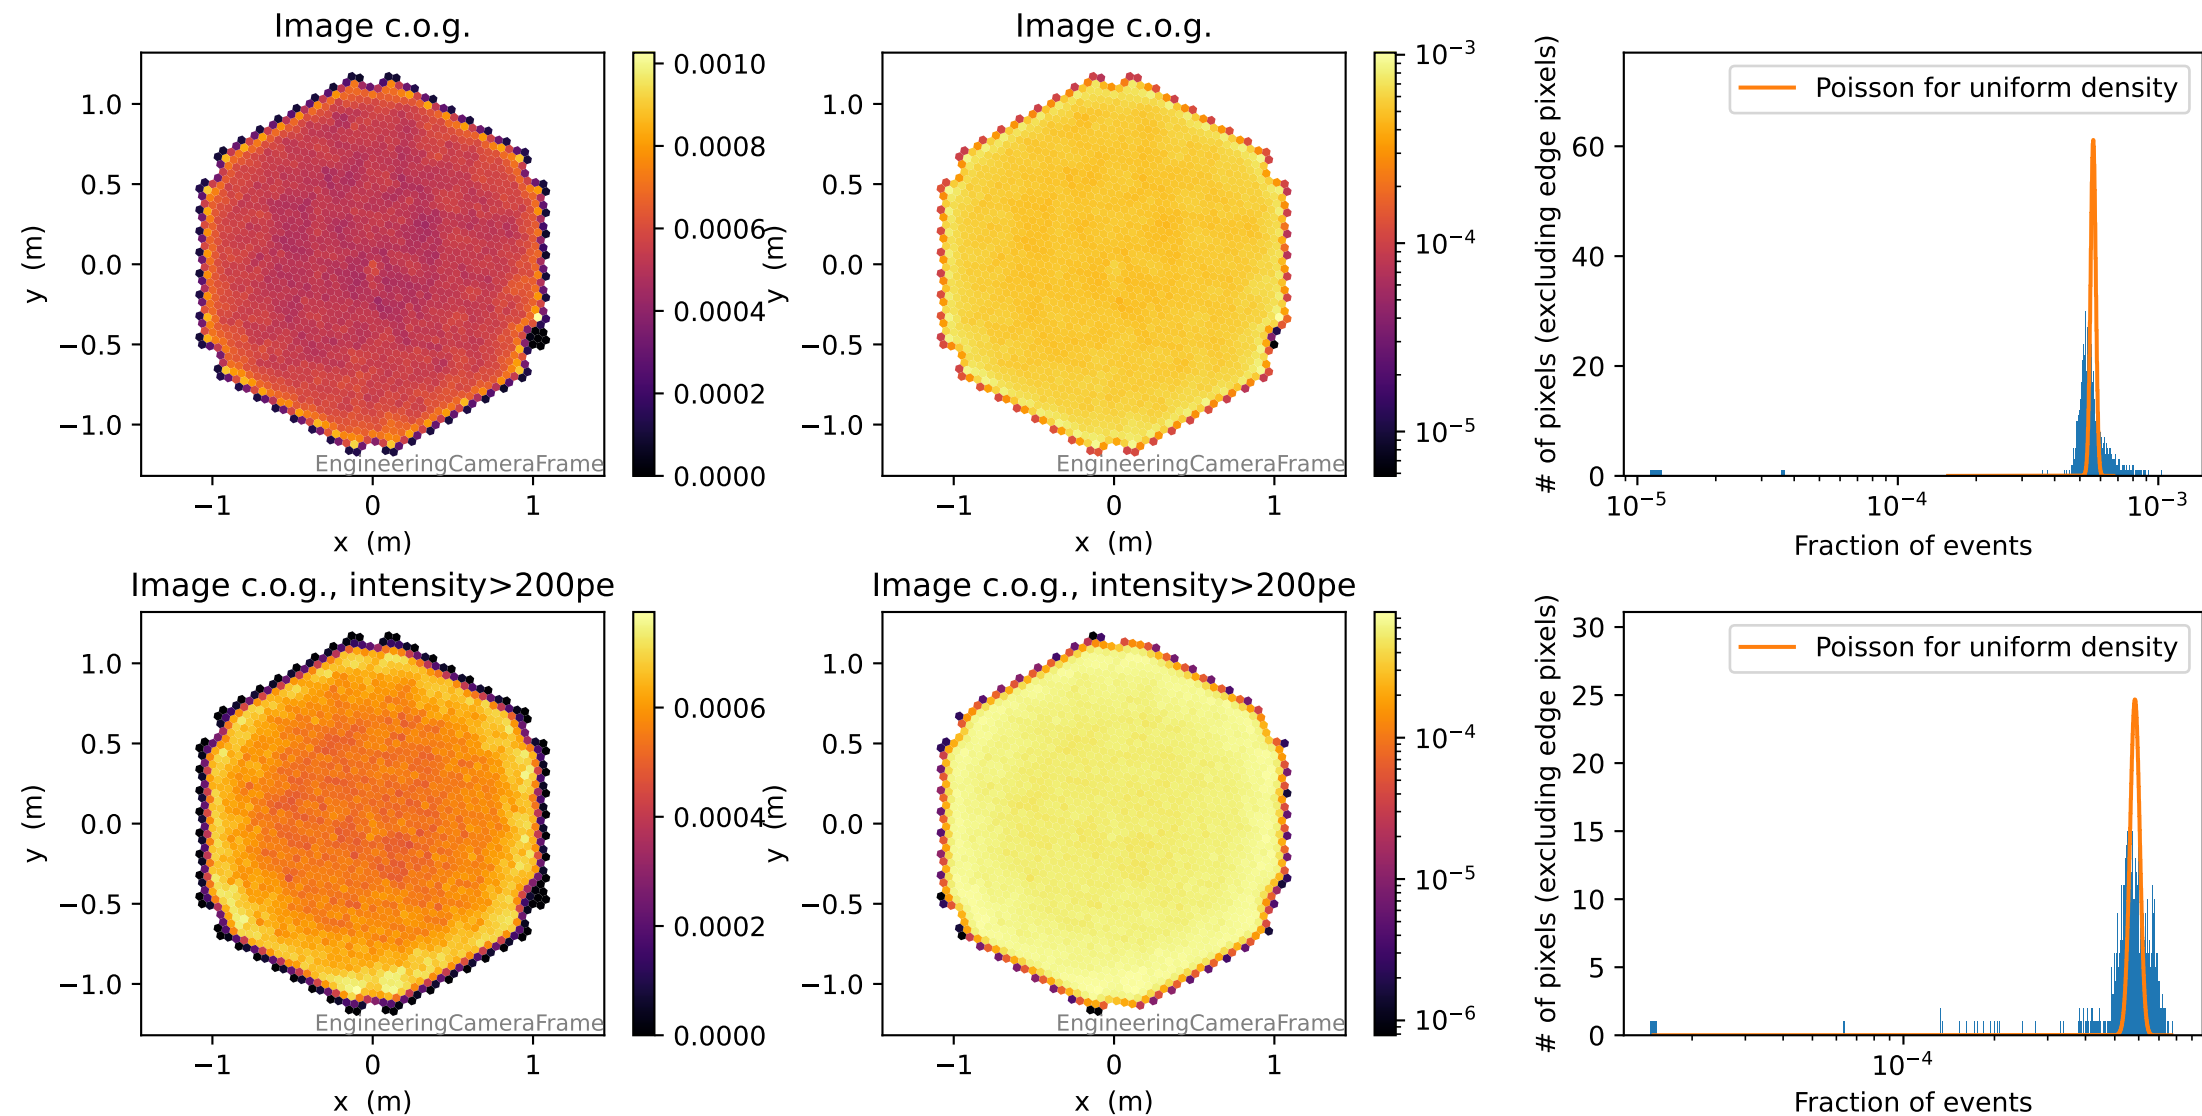 Image c.o.g.
y (m)
1.0
0.5
0.0
−0.5
−1.0
−1 0 1
x (m)
EngineeringCameraFrame
0.0010
0.0008
0.0006
0.0004
0.0002
0.0000
Image c.o.g.
y (m)
1.0
0.5
0.0
−0.5
−1.0
−1 0 1
x (m)
EngineeringCameraFrame
10⁻³
10⁻⁴
10⁻⁵
# of pixels (excluding edge pixels)
60
40
20
0
Poisson for uniform density
10⁻⁵ 10⁻⁴ 10⁻³
Fraction of events
Image c.o.g., intensity>200pe
y (m)
1.0
0.5
0.0
−0.5
−1.0
−1 0 1
x (m)
EngineeringCameraFrame
0.0006
0.0004
0.0002
0.0000
Image c.o.g., intensity>200pe
y (m)
1.0
0.5
0.0
−0.5
−1.0
−1 0 1
x (m)
EngineeringCameraFrame
10⁻⁴
10⁻⁵
10⁻⁶
# of pixels (excluding edge pixels)
30
25
20
15
10
5
0
Poisson for uniform density
10⁻⁴
Fraction of events